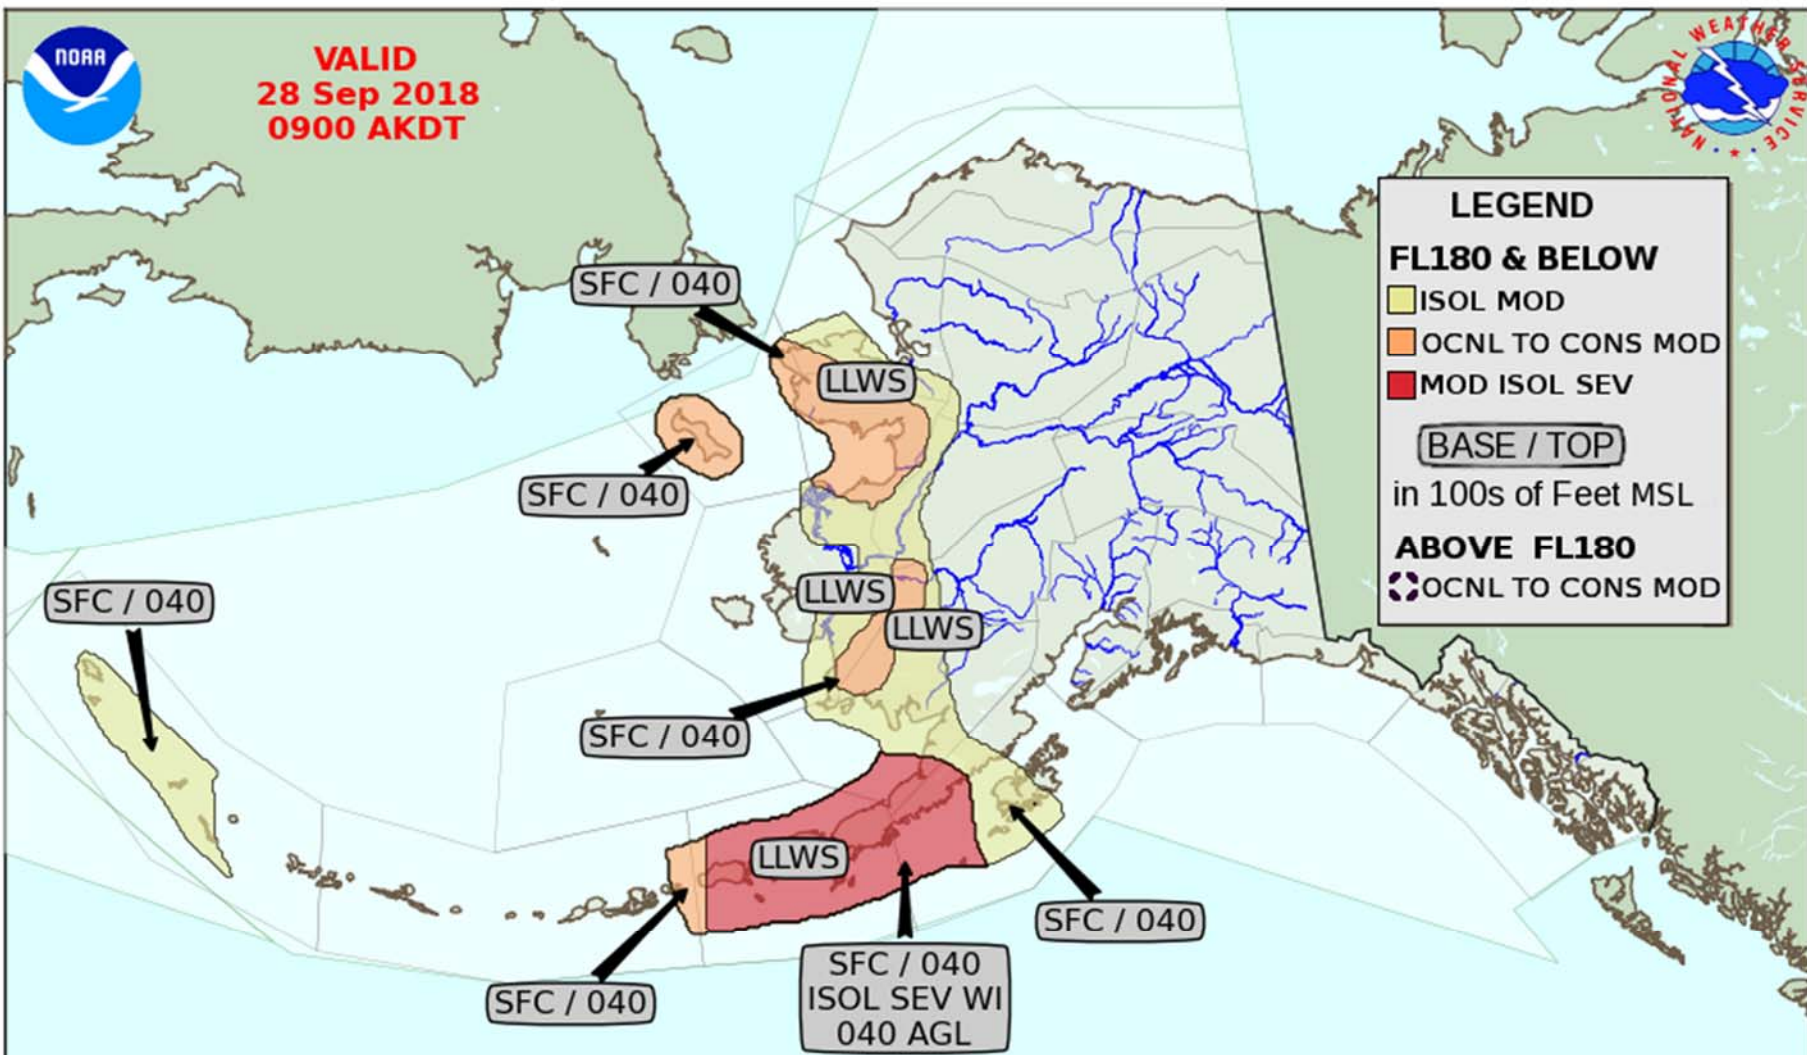 NOAA
VALID
28 Sep 2018
0900 AKDT
NATIONAL WEATHER SERVICE
LEGEND
FL180 & BELOW
ISOL MOD
OCNL TO CONS MOD
MOD ISOL SEV
BASE / TOP
in 100s of Feet MSL
ABOVE FL180
OCNL TO CONS MOD
SFC / 040
LLWS
SFC / 040
SFC / 040
LLWS
LLWS
SFC / 040
LLWS
SFC / 040
SFC / 040
SFC / 040
ISOL SEV WI
040 AGL